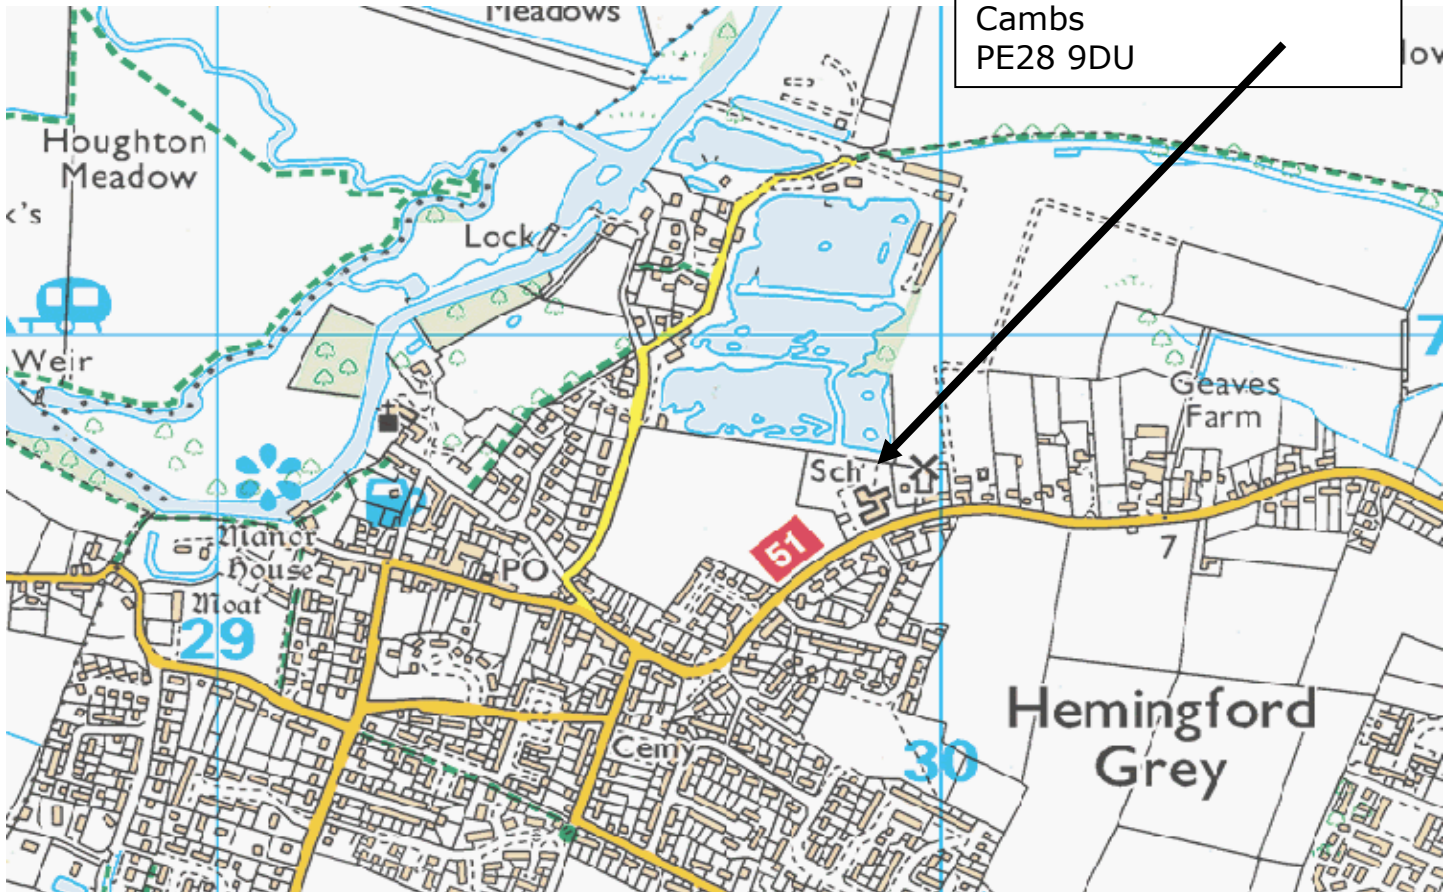 Meadows
Cambs
PE28 9DU
Houghton
Meadow
k's
Lock
Weir
7
Geaves
Farm
Sch
51
Manor
House
PO
7
Moat
29
Hemingford
Grey
Cemy
30